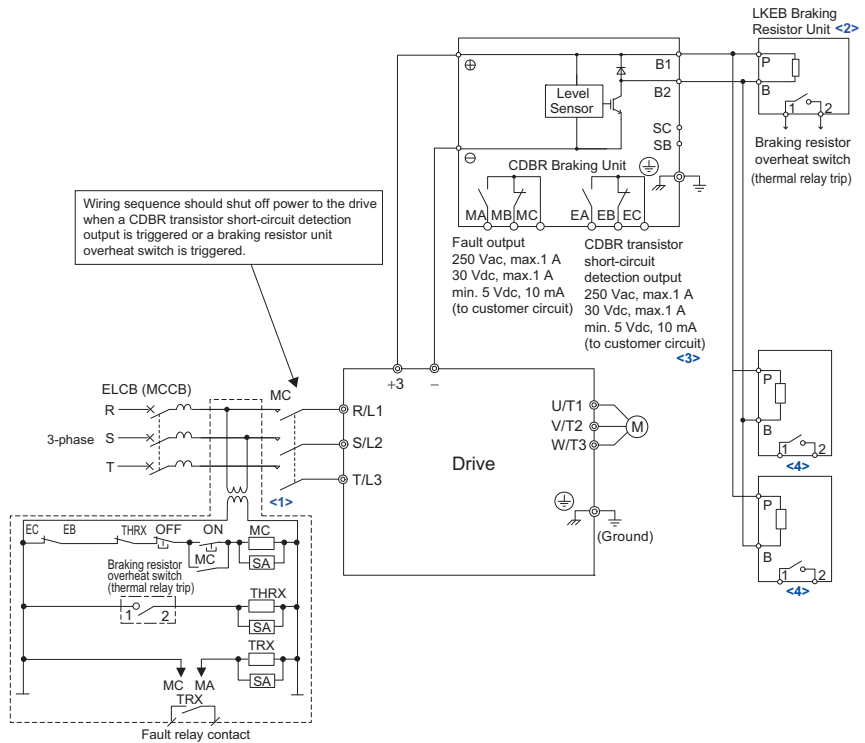 LKEB Braking
Resistor Unit <2>
⊕
B1
B2
Level
Sensor
SC
SB
⊖
CDBR Braking Unit
MA MB MC
EA EB EC
P
B
1 2
Braking resistor
overheat switch
(thermal relay trip)
Wiring sequence should shut off power to the drive
when a CDBR transistor short-circuit detection
output is triggered or a braking resistor unit
overheat switch is triggered.
Fault output
250 Vac, max.1 A
30 Vdc, max.1 A
min. 5 Vdc, 10 mA
(to customer circuit)
CDBR transistor
short-circuit
detection output
250 Vac, max.1 A
30 Vdc, max.1 A
min. 5 Vdc, 10 mA
(to customer circuit)
<3>
+3 −
ELCB (MCCB)
MC
R
3-phase S
T
R/L1
S/L2
T/L3
<1>
Drive
U/T1
V/T2
W/T3
M
(Ground)
P
B
1 2
<4>
P
B
1 2
<4>
EC EB THRX OFF ON MC
MC
SA
Braking resistor
overheat switch
(thermal relay trip)
1 2
THRX
SA
TRX
SA
MC MA
TRX
Fault relay contact